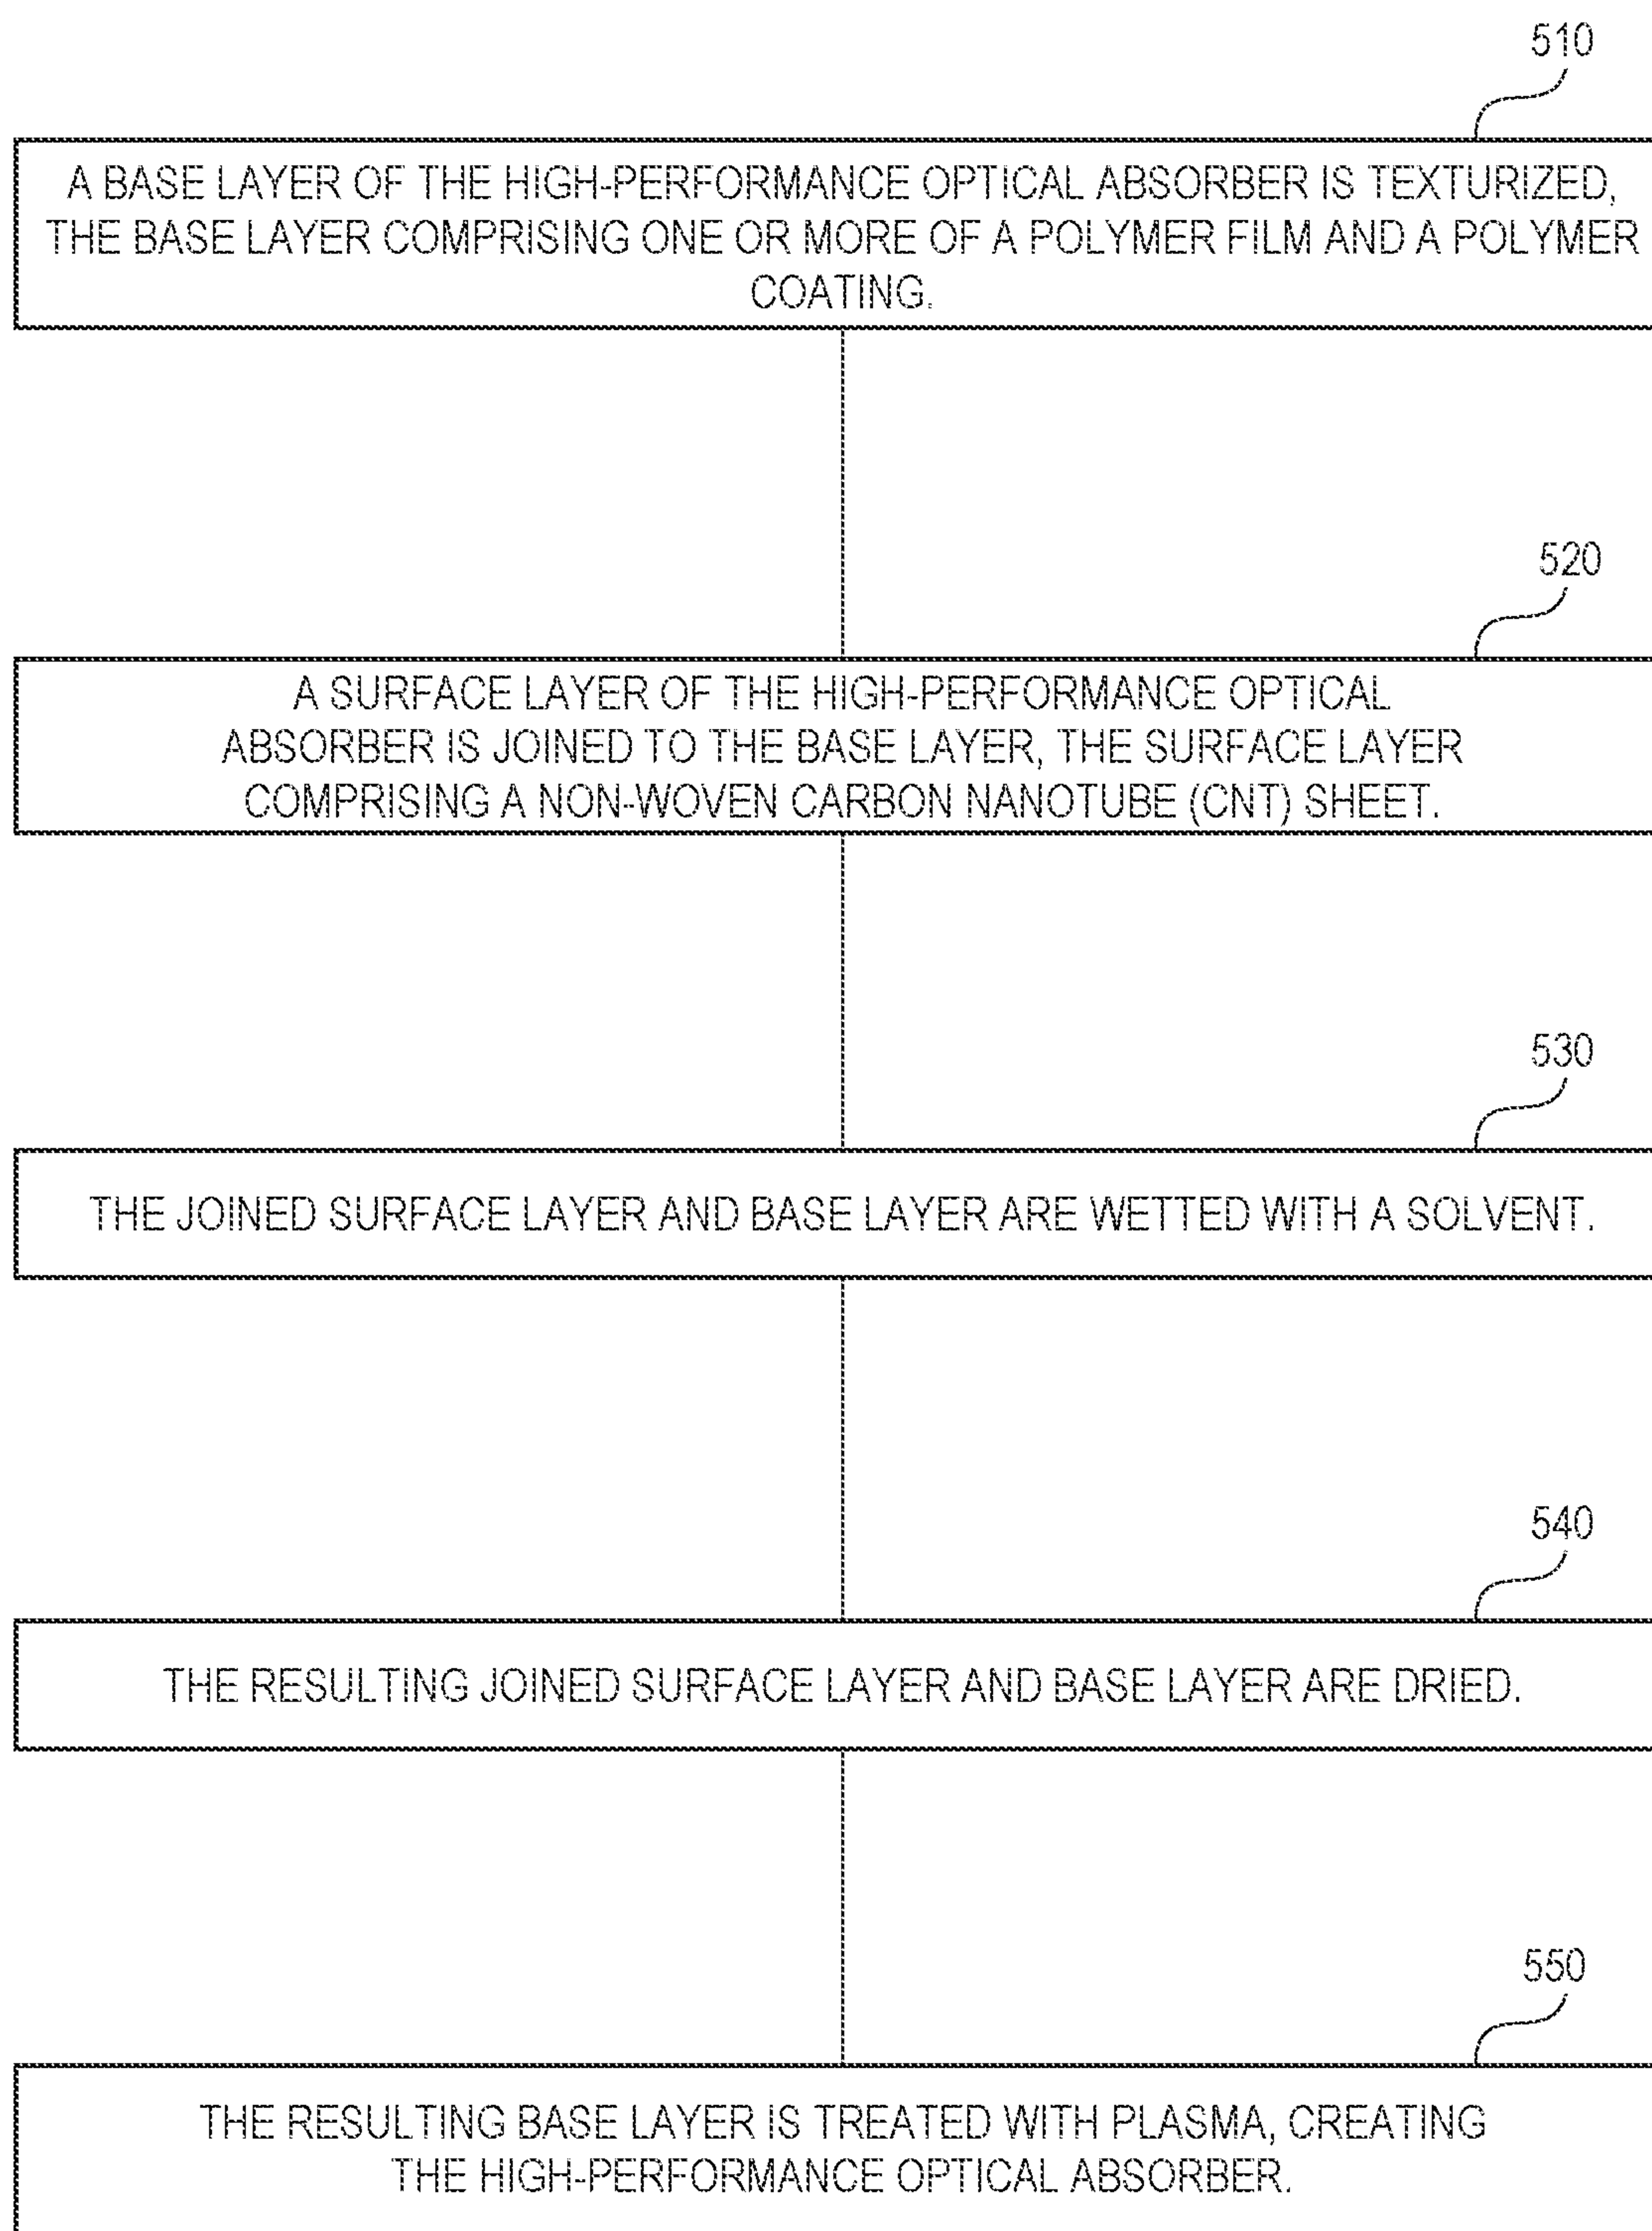 510
A BASE LAYER OF THE HIGH-PERFORMANCE OPTICAL ABSORBER IS TEXTURIZED,
THE BASE LAYER COMPRISING ONE OR MORE OF A POLYMER FILM AND A POLYMER
COATING.
520
A SURFACE LAYER OF THE HIGH-PERFORMANCE OPTICAL
ABSORBER IS JOINED TO THE BASE LAYER, THE SURFACE LAYER
COMPRISING A NON-WOVEN CARBON NANOTUBE (CNT) SHEET.
530
THE JOINED SURFACE LAYER AND BASE LAYER ARE WETTED WITH A SOLVENT.
540
THE RESULTING JOINED SURFACE LAYER AND BASE LAYER ARE DRIED.
550
THE RESULTING BASE LAYER IS TREATED WITH PLASMA, CREATING
THE HIGH-PERFORMANCE OPTICAL ABSORBER.